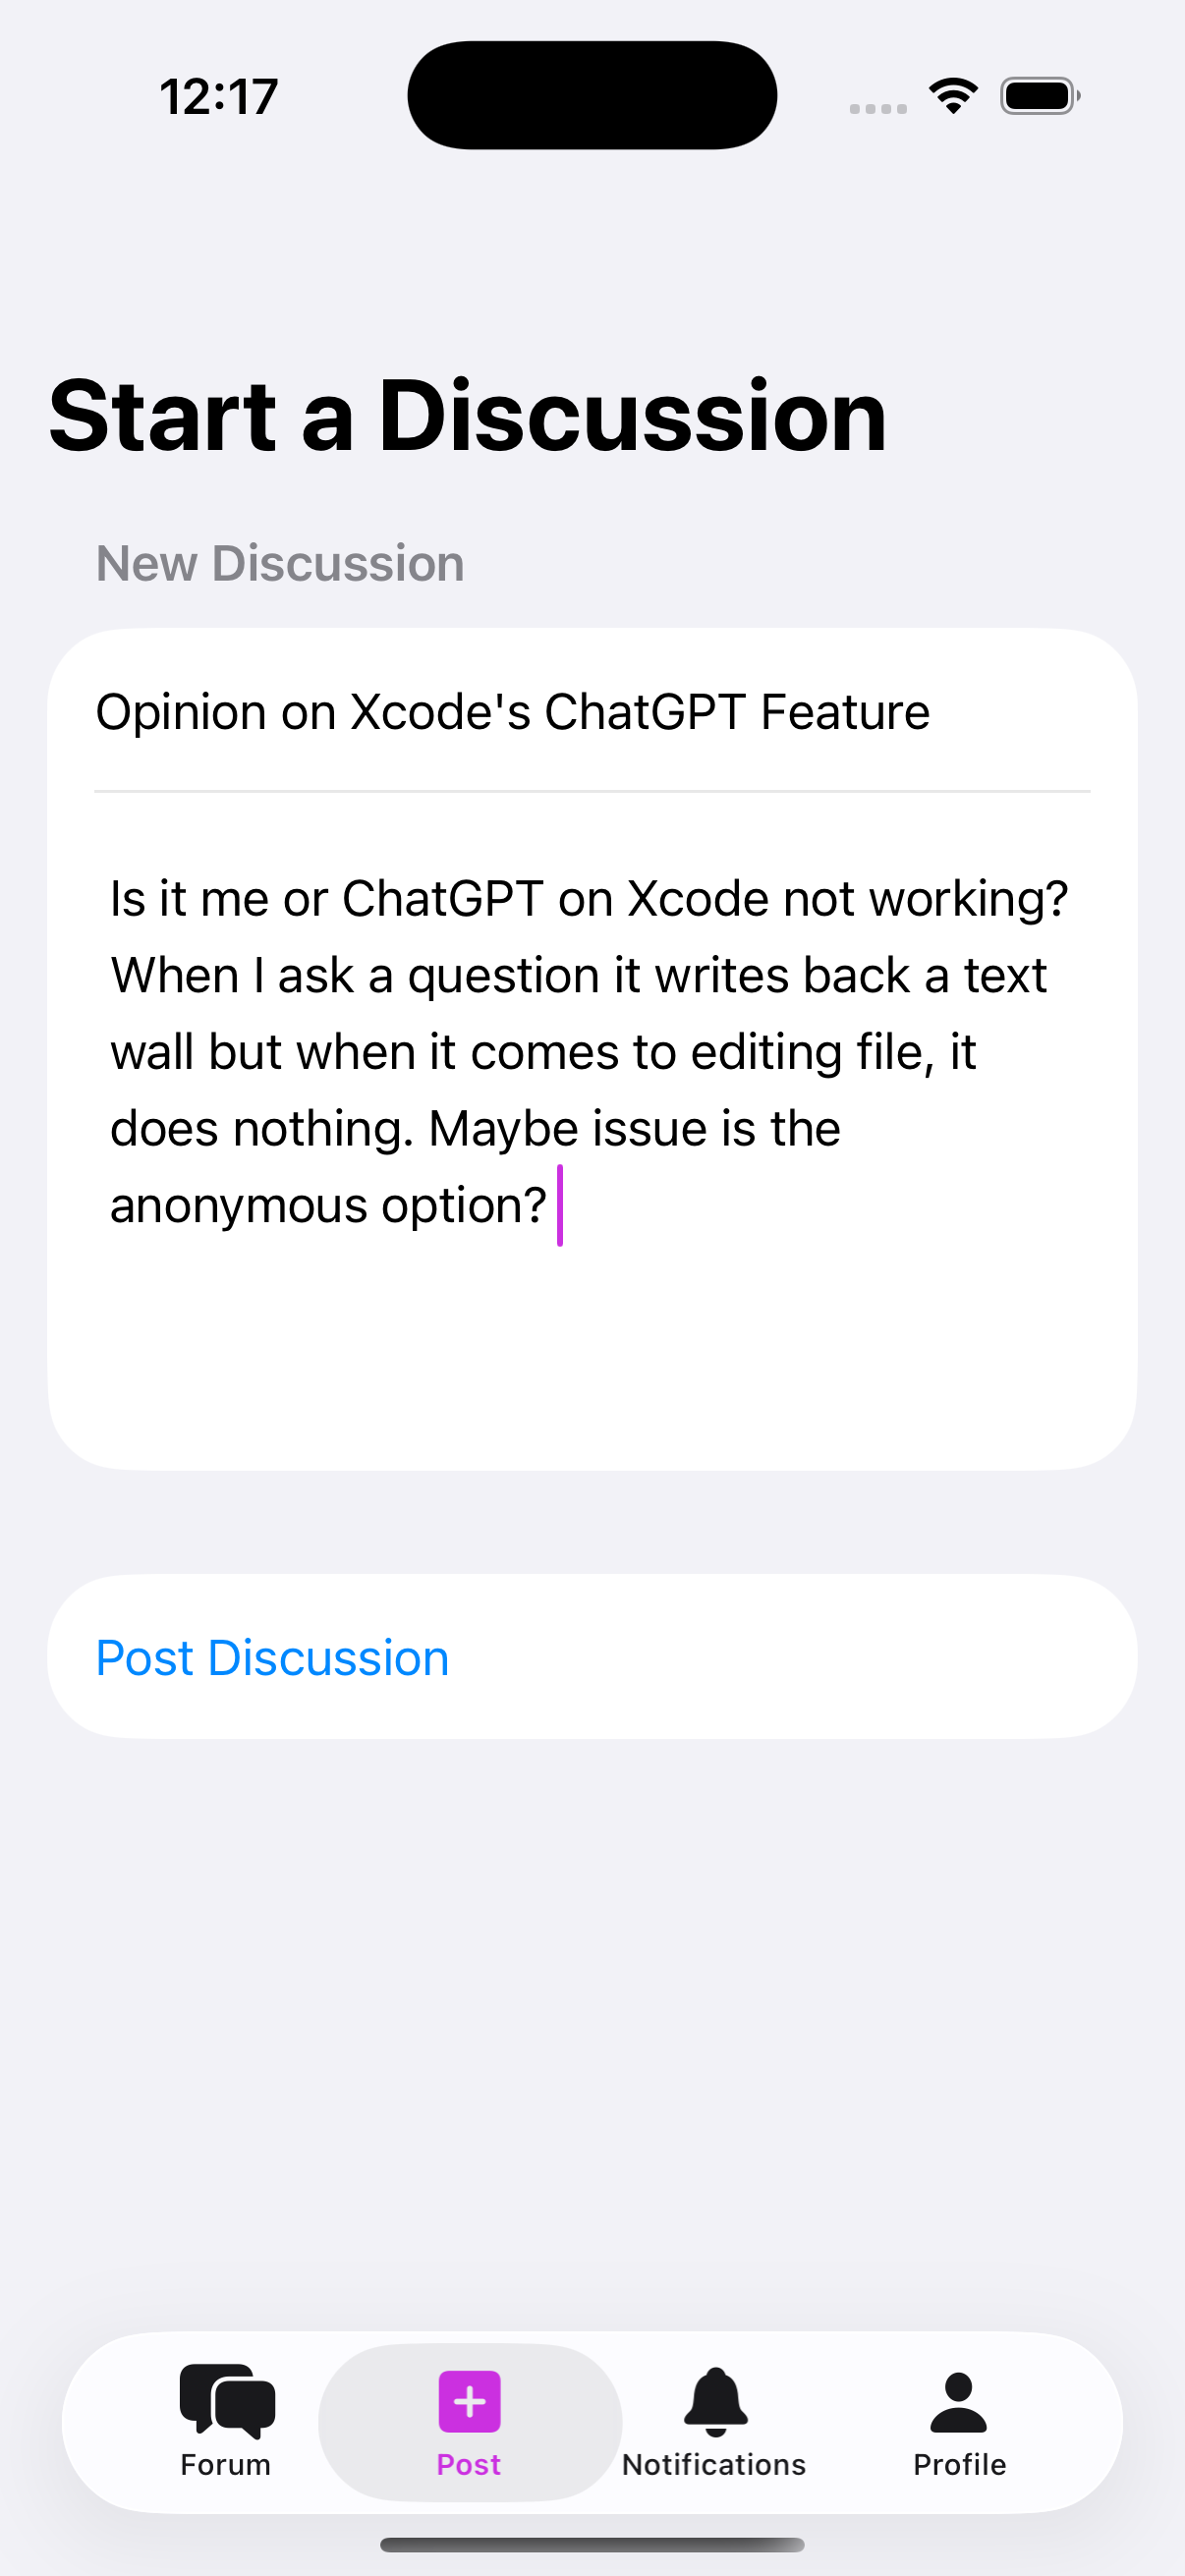 12:17
Start a Discussion
New Discussion
Opinion on Xcode's ChatGPT Feature
Is it me or ChatGPT on Xcode not working?
When I ask a question it writes back a text
wall but when it comes to editing file, it
does nothing. Maybe issue is the
anonymous option?
Post Discussion
Forum
Post
Notifications
Profile